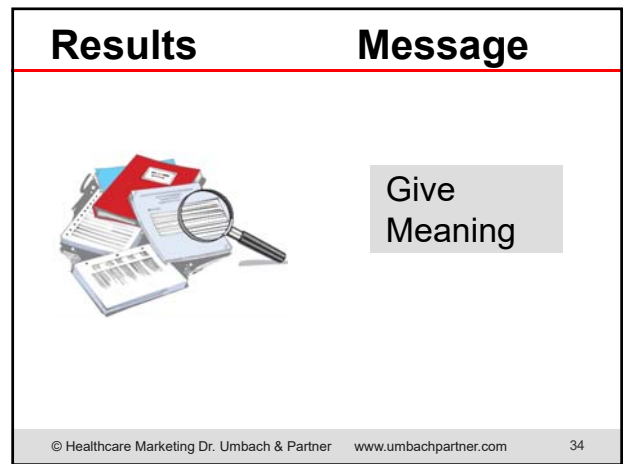 Results Message
Give
Meaning
© Healthcare Marketing Dr. Umbach & Partner www.umbachpartner.com 34